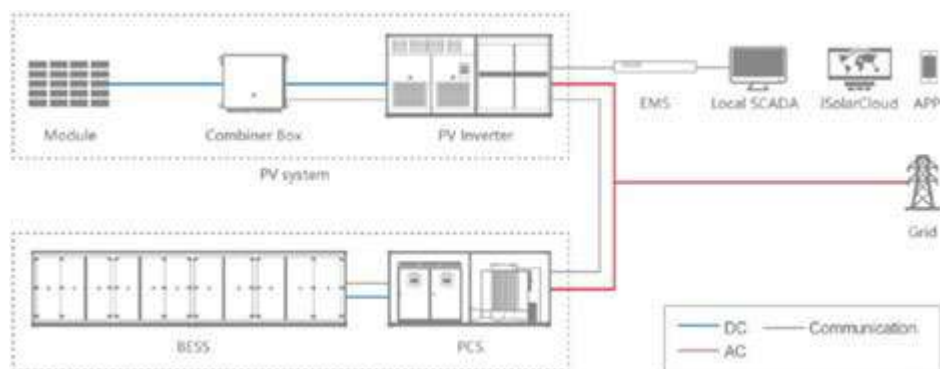 EMS
Local SCADA
iSolarCloud
APP
Module
Combiner Box
PV Inverter
PV system
Grid
BESS
PCS
DC
Communication
AC